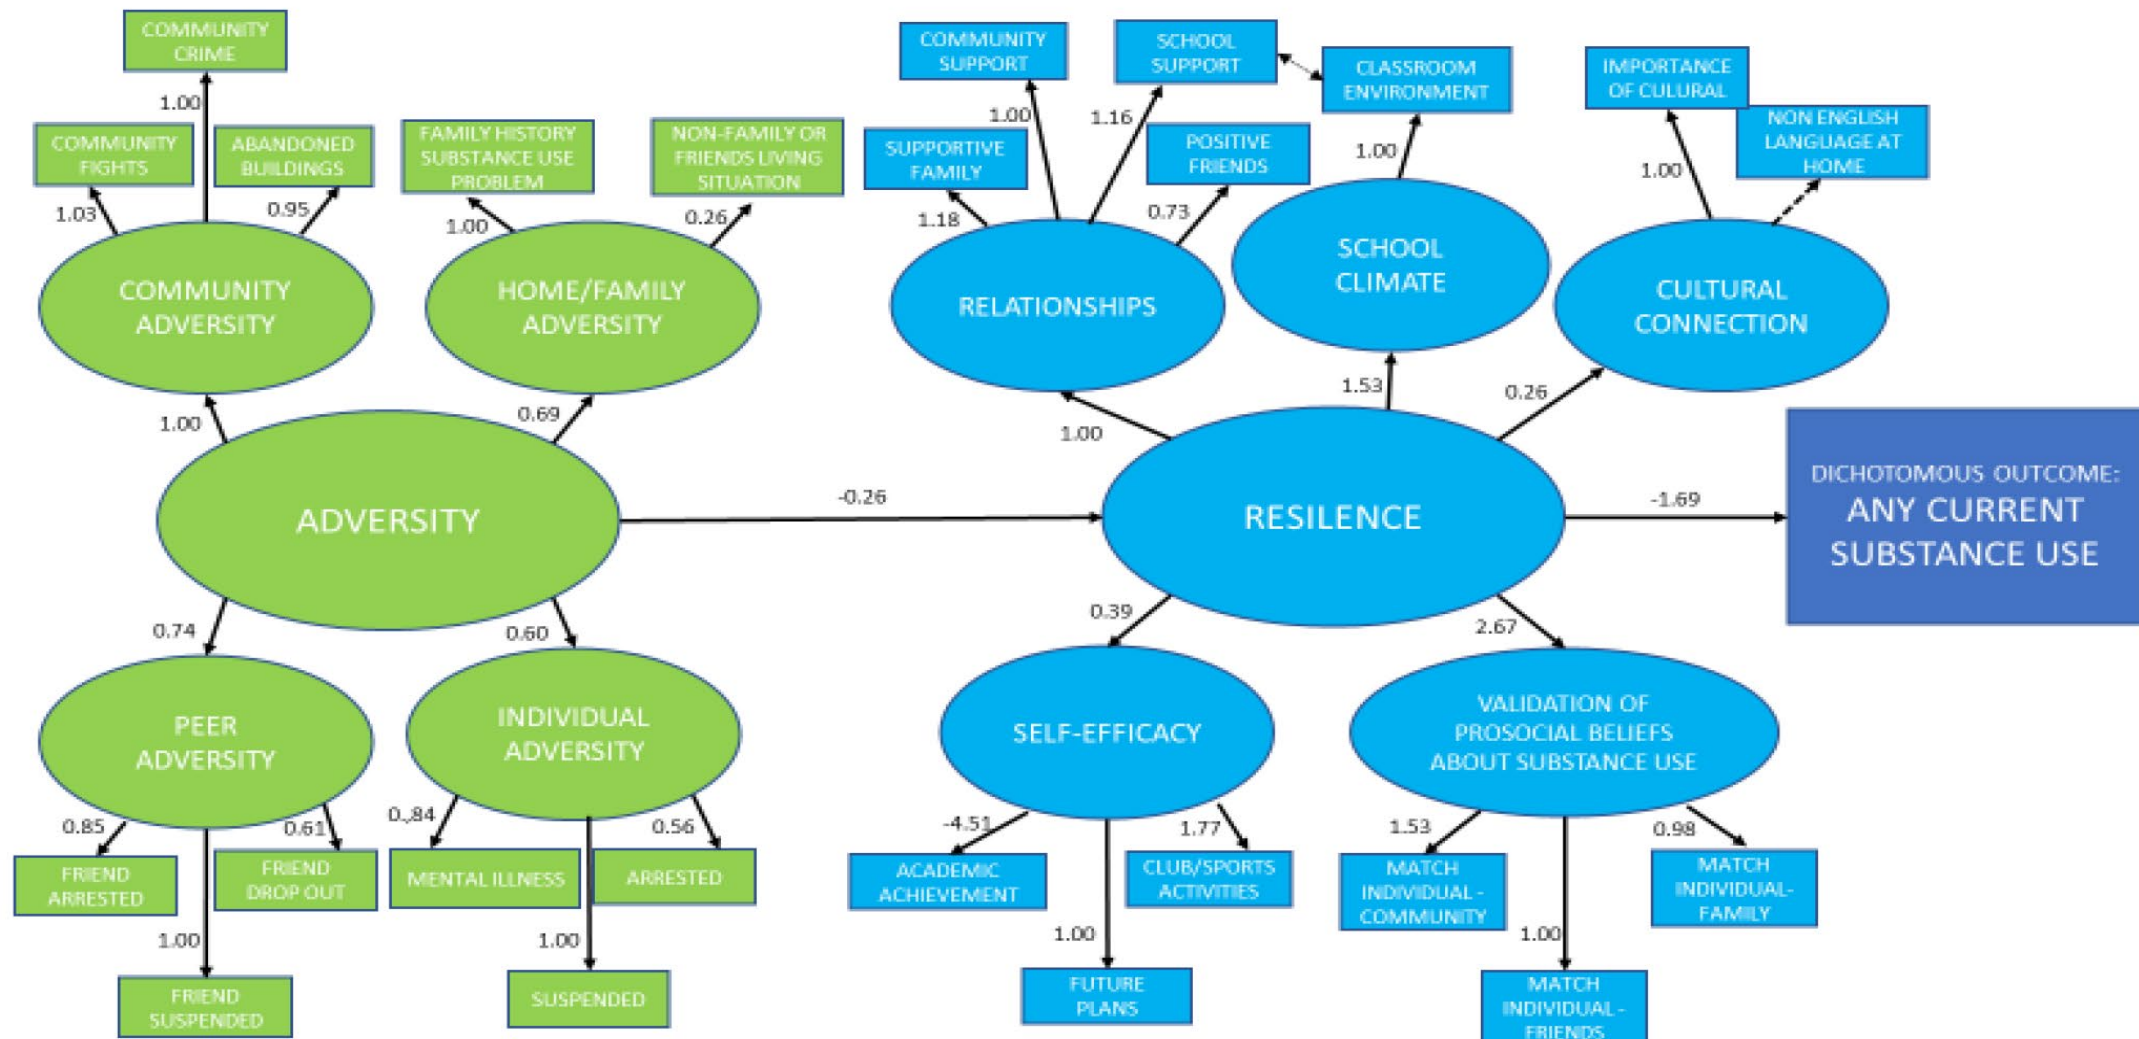 COMMUNITY
CRIME
1.00
COMMUNITY
FIGHTS
1.03
ABANDONED
BUILDINGS
0.95
FAMILY HISTORY
SUBSTANCE USE
PROBLEM
1.00
NON-FAMILY OR
FRIENDS LIVING
SITUATION
0.26
COMMUNITY
ADVERSITY
HOME/FAMILY
ADVERSITY
1.00
0.69
ADVERSITY
-0.26
0.74
0.60
PEER
ADVERSITY
INDIVIDUAL
ADVERSITY
0.85
0.61
FRIEND
ARRESTED
FRIEND
DROP OUT
1.00
FRIEND
SUSPENDED
0.,84
0.56
MENTAL ILLNESS
ARRESTED
1.00
SUSPENDED
COMMUNITY
SUPPORT
1.00
SCHOOL
SUPPORT
1.16
CLASSROOM
ENVIRONMENT
1.00
SUPPORTIVE
FAMILY
1.18
POSITIVE
FRIENDS
0.73
IMPORTANCE
OF CULURAL
1.00
NON ENGLISH
LANGUAGE AT
HOME
RELATIONSHIPS
SCHOOL
CLIMATE
CULTURAL
CONNECTION
1.00
1.53
0.26
RESILENCE
-1.69
DICHOTOMOUS OUTCOME:
ANY CURRENT
SUBSTANCE USE
0.39
2.67
SELF-EFFICACY
VALIDATION OF
PROSOCIAL BELIEFS
ABOUT SUBSTANCE USE
-4.51
1.77
ACADEMIC
ACHIEVEMENT
CLUB/SPORTS
ACTIVITIES
1.00
FUTURE
PLANS
1.53
0.98
MATCH
INDIVIDUAL-
COMMUNITY
MATCH
INDIVIDUAL-
FAMILY
1.00
MATCH
INDIVIDUAL-
FRIENDS